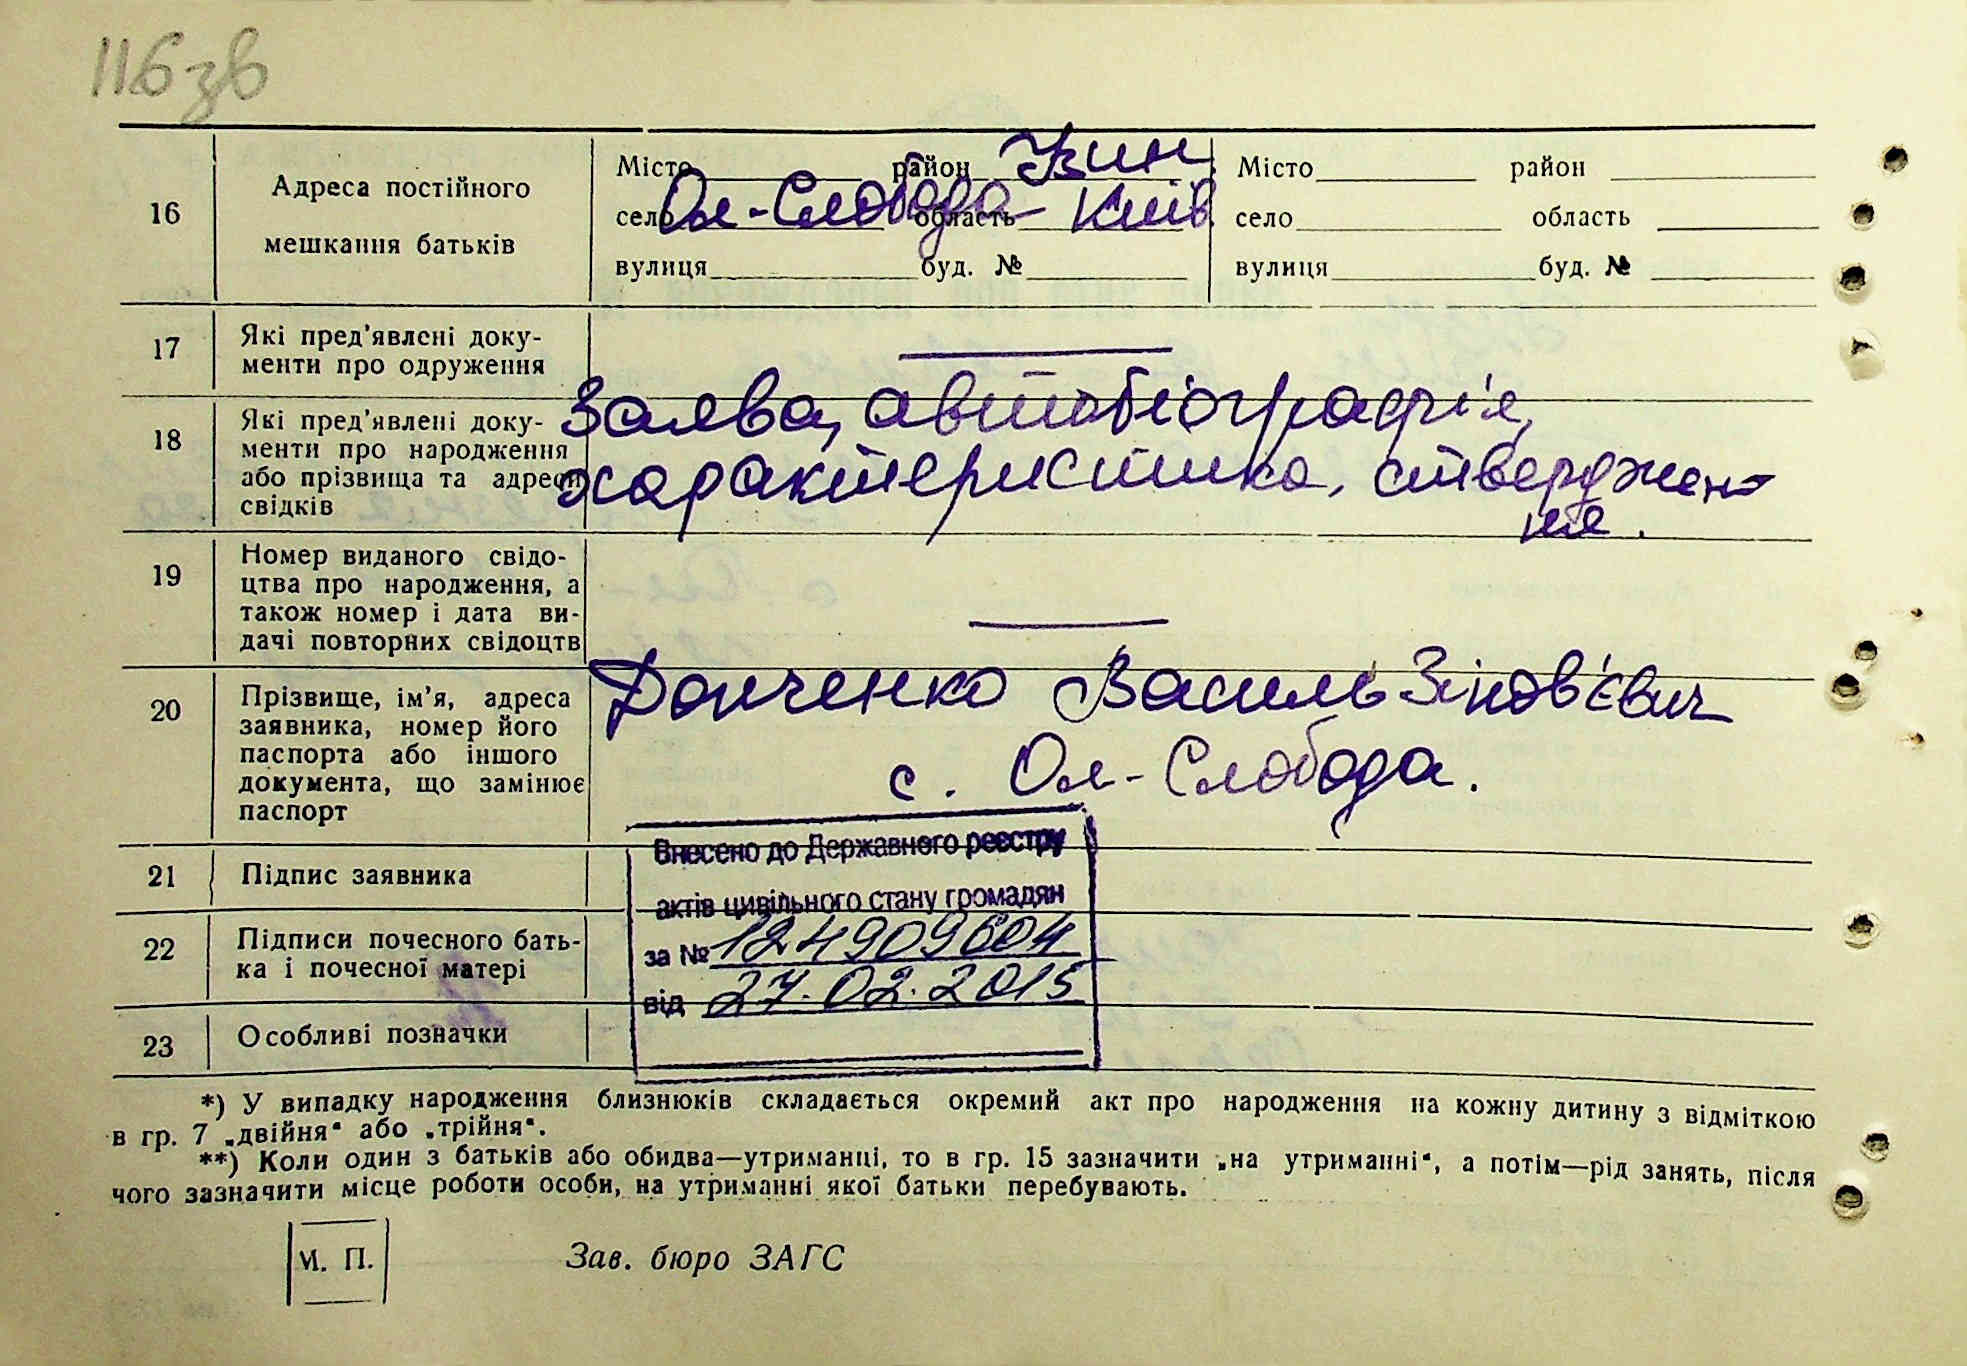 116зв
16
Адреса постійного
мешкання батьків
Місто район Узин
село Ол-Слобода область Київ.
вулиця буд. №
Місто район
село область
вулиця буд. №
17
Які пред'явлені доку-
менти про одруження
18
Які пред'явлені доку-
менти про народження
або прізвища та адреси
свідків
Заява, автобіографія,
характеристика, стверджен-
ня.
19
Номер виданого свідо-
цтва про народження, а
також номер і дата ви-
дачі повторних свідоцтв
20
Прізвище, ім'я, адреса
заявника, номер його
паспорта або іншого
документа, що замінює
паспорт
Донченко Василь Зіновʼєвич
с. Ол-Слобода.
21
Підпис заявника
22
Підписи почесного бать-
ка і почесної матері
23
Особливі позначки
Внесено до Державного реєстру
актів цивільного стану громадян
за № 124909604
від 27.02.2015
*) У випадку народження близнюків складається окремий акт про народження на кожну дитину з відміткою
в гр. 7 „двійня“ або „трійня“.
**) Коли один з батьків або обидва—утриманці, то в гр. 15 зазначити „на утриманні“, а потім—рід занять, після
чого зазначити місце роботи особи, на утриманні якої батьки перебувають.
М. П.
Зав. бюро ЗАГС